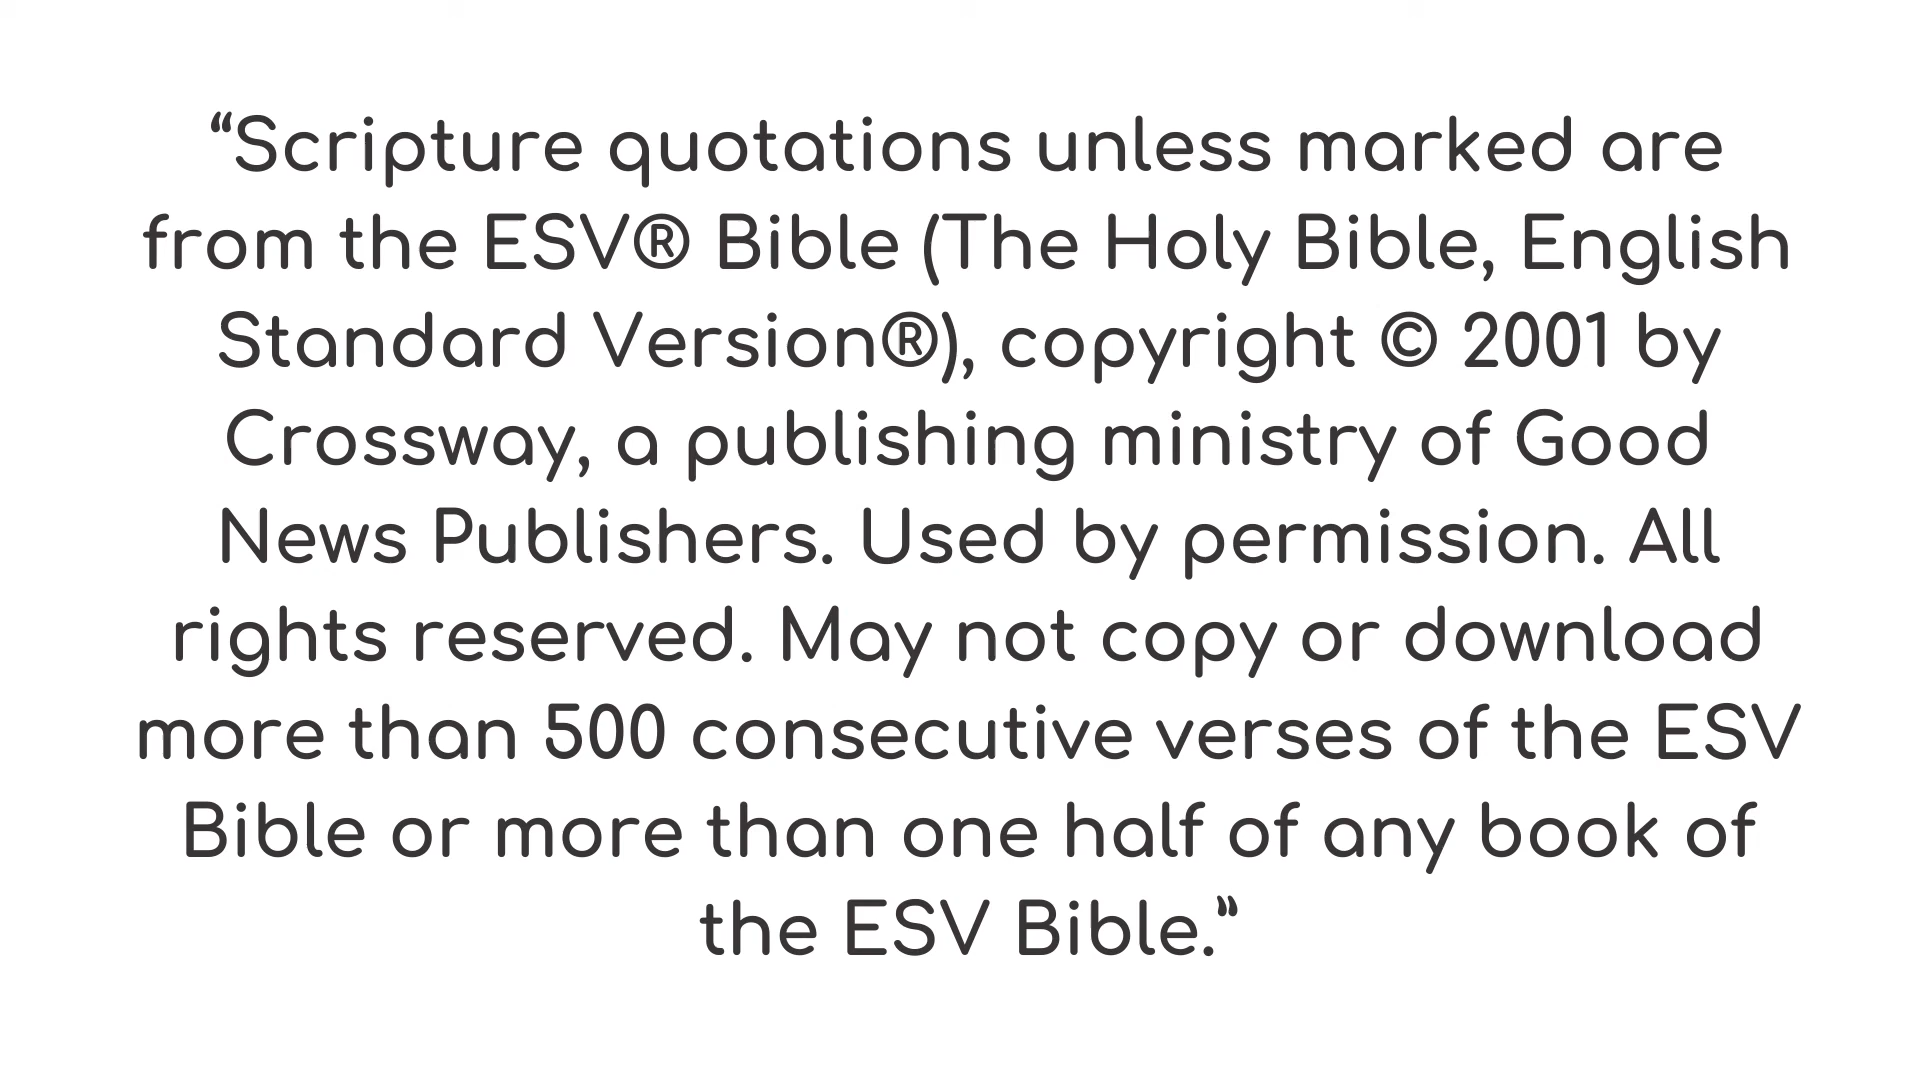 “Scripture quotations unless marked are
from the ESV® Bible (The Holy Bible, English
Standard Version®), copyright © 2001 by
Crossway, a publishing ministry of Good
News Publishers. Used by permission. All
rights reserved. May not copy or download
more than 500 consecutive verses of the ESV
Bible or more than one half of any book of
the ESV Bible.”